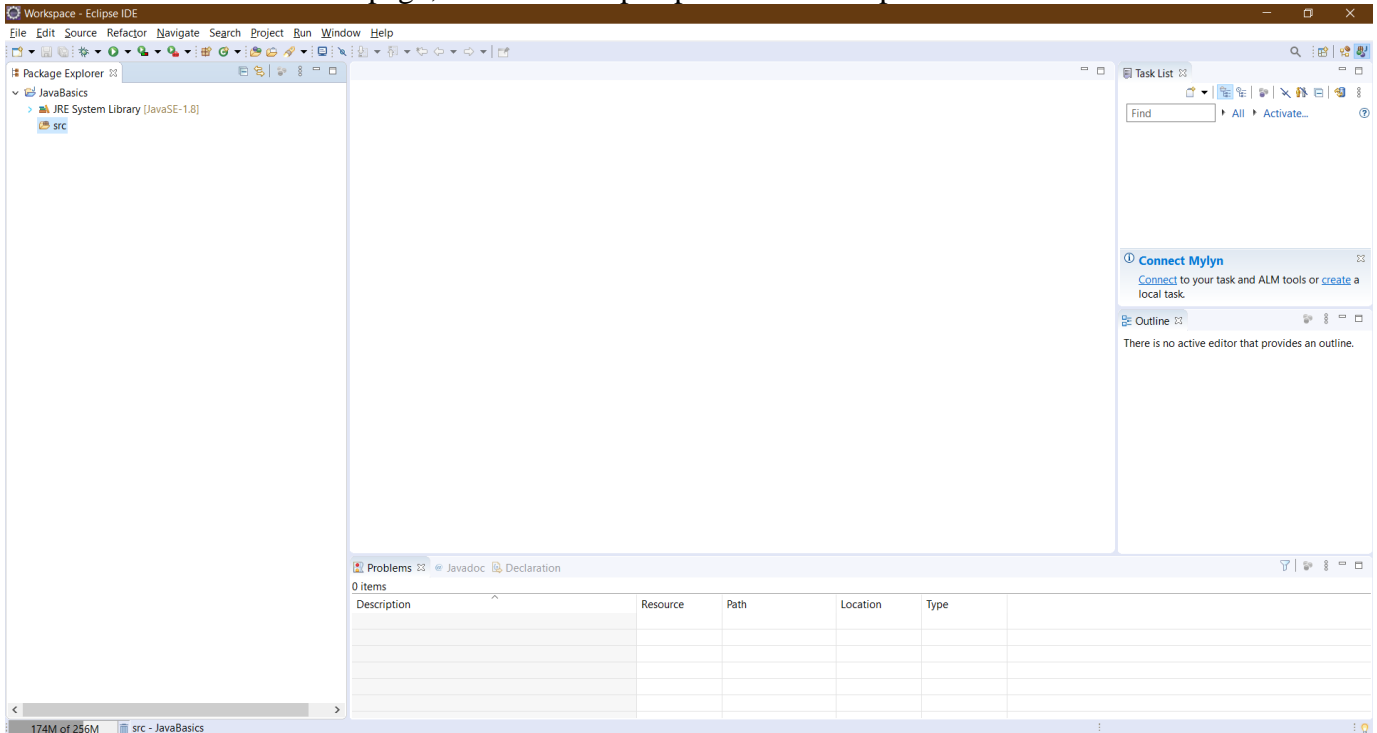 Workspace - Eclipse IDE
File Edit Source Refactor Navigate Search Project Run Window Help
Package Explorer
JavaBasics
JRE System Library [JavaSE-1.8]
src
Task List
Find All Activate...
Connect Mylyn
Connect to your task and ALM tools or create a
local task.
Outline
There is no active editor that provides an outline.
Problems Javadoc Declaration
0 items
Description Resource Path Location Type
174M of 256M src - JavaBasics